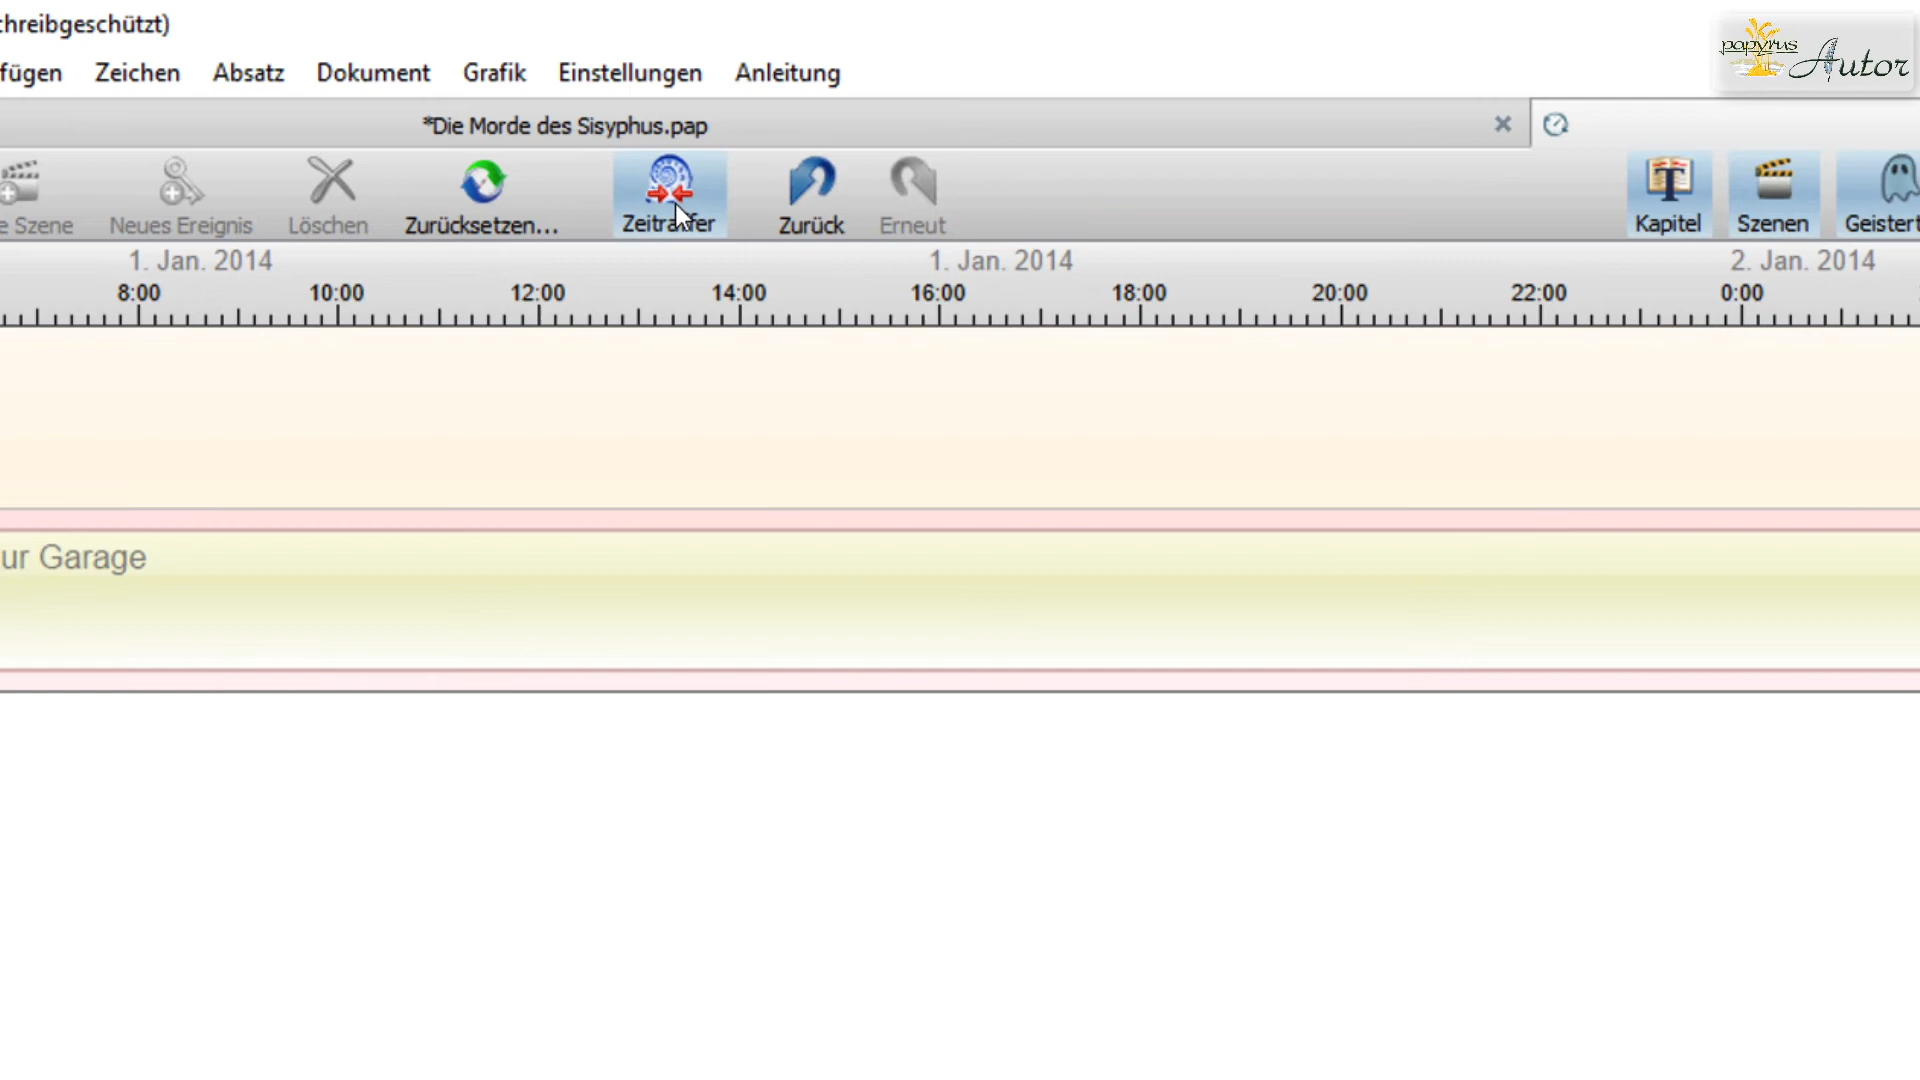 chreibgeschützt)
fügen Zeichen Absatz Dokument Grafik Einstellungen Anleitung
papyrus Autor
*Die Morde des Sisyphus.pap
e Szene Neues Ereignis Löschen Zurücksetzen... Zeitraffer Zurück Erneut Kapitel Szenen Geistert
1. Jan. 2014 1. Jan. 2014 2. Jan. 2014
8:00 10:00 12:00 14:00 16:00 18:00 20:00 22:00 0:00
ur Garage